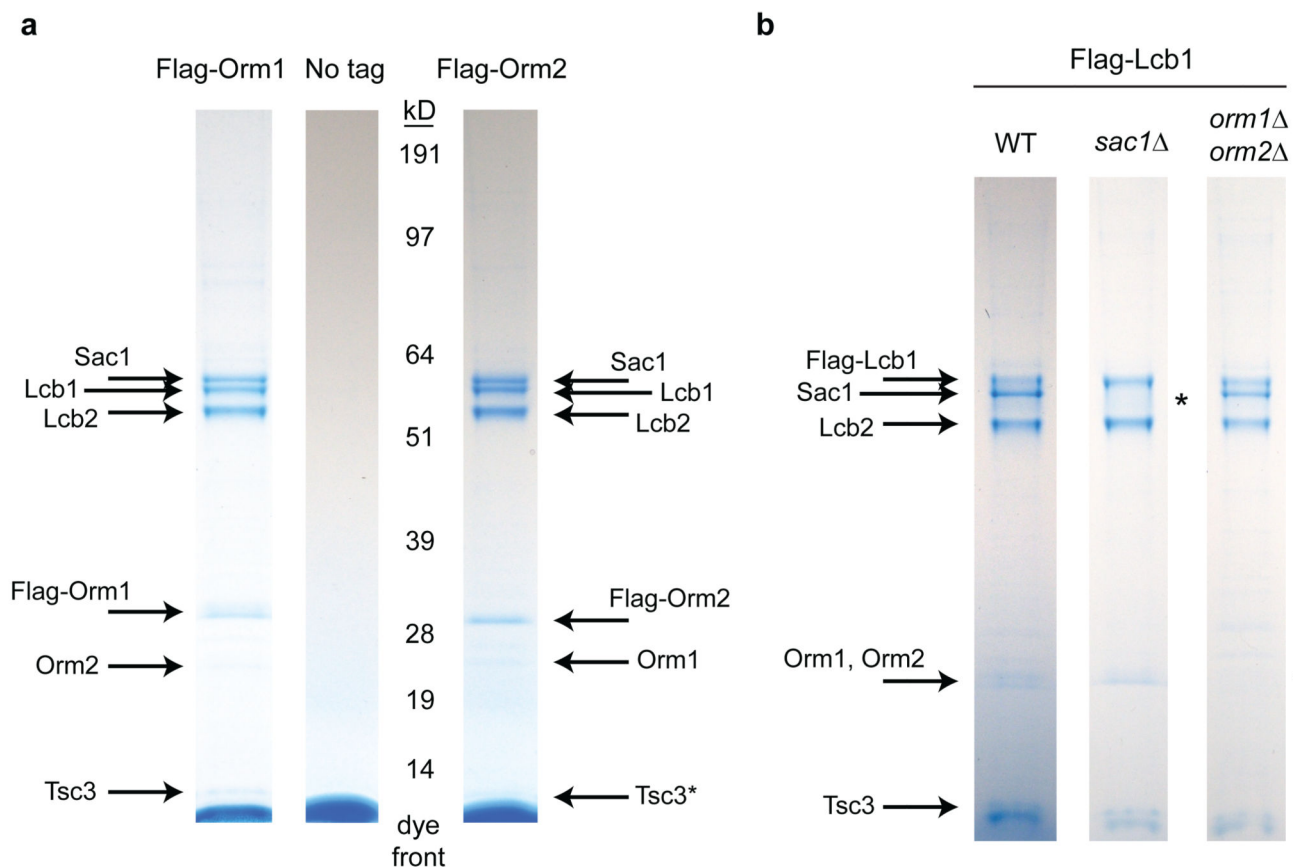 a
Flag-Orm1
No tag
Flag-Orm2
kD
191
97
64
51
39
28
19
14
dye
front
Sac1
Lcb1
Lcb2
Flag-Orm1
Orm2
Tsc3
Sac1
Lcb1
Lcb2
Flag-Orm2
Orm1
Tsc3*
b
Flag-Lcb1
WT
sac1Δ
orm1Δ
orm2Δ
Flag-Lcb1
Sac1
Lcb2
*
Orm1, Orm2
Tsc3